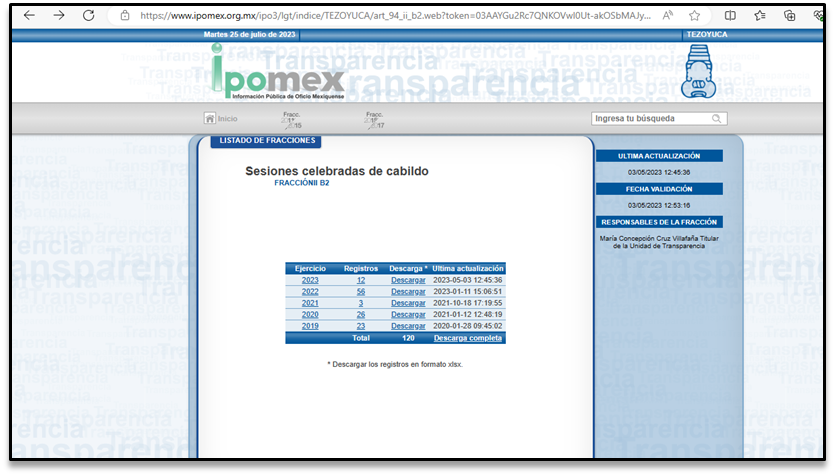 https://www.ipomex.org.mx/ipo3/lgt/indice/TEZOYUCA/art_94_ii_b2.web?token=03AAYGu2Rc7QNKOVwI0Ut-akOSbMAJy...
Martes 25 de julio de 2023
TEZOYUCA
ipomex
Información Pública de Oficio Mexiquense
Transparencia
Inicio
Fracc.
Fracc.
Ingresa tu búsqueda
LISTADO DE FRACCIONES
Sesiones celebradas de cabildo
FRACCIÓNII B2
Ejercicio Registros Descarga * Ultima actualización
2023 12 Descargar 2023-05-03 12:45:36
2022 56 Descargar 2023-01-11 15:06:51
2021 3 Descargar 2021-10-18 17:19:55
2020 26 Descargar 2021-01-12 12:48:19
2019 23 Descargar 2020-01-28 09:45:02
Total 120 Descarga completa
* Descargar los registros en formato xlsx.
ULTIMA ACTUALIZACIÓN
03/05/2023 12:45:36
FECHA VALIDACIÓN
03/05/2023 12:53:16
RESPONSABLES DE LA FRACCIÓN
María Concepción Cruz Villafaña Titular
de la Unidad de Transparencia